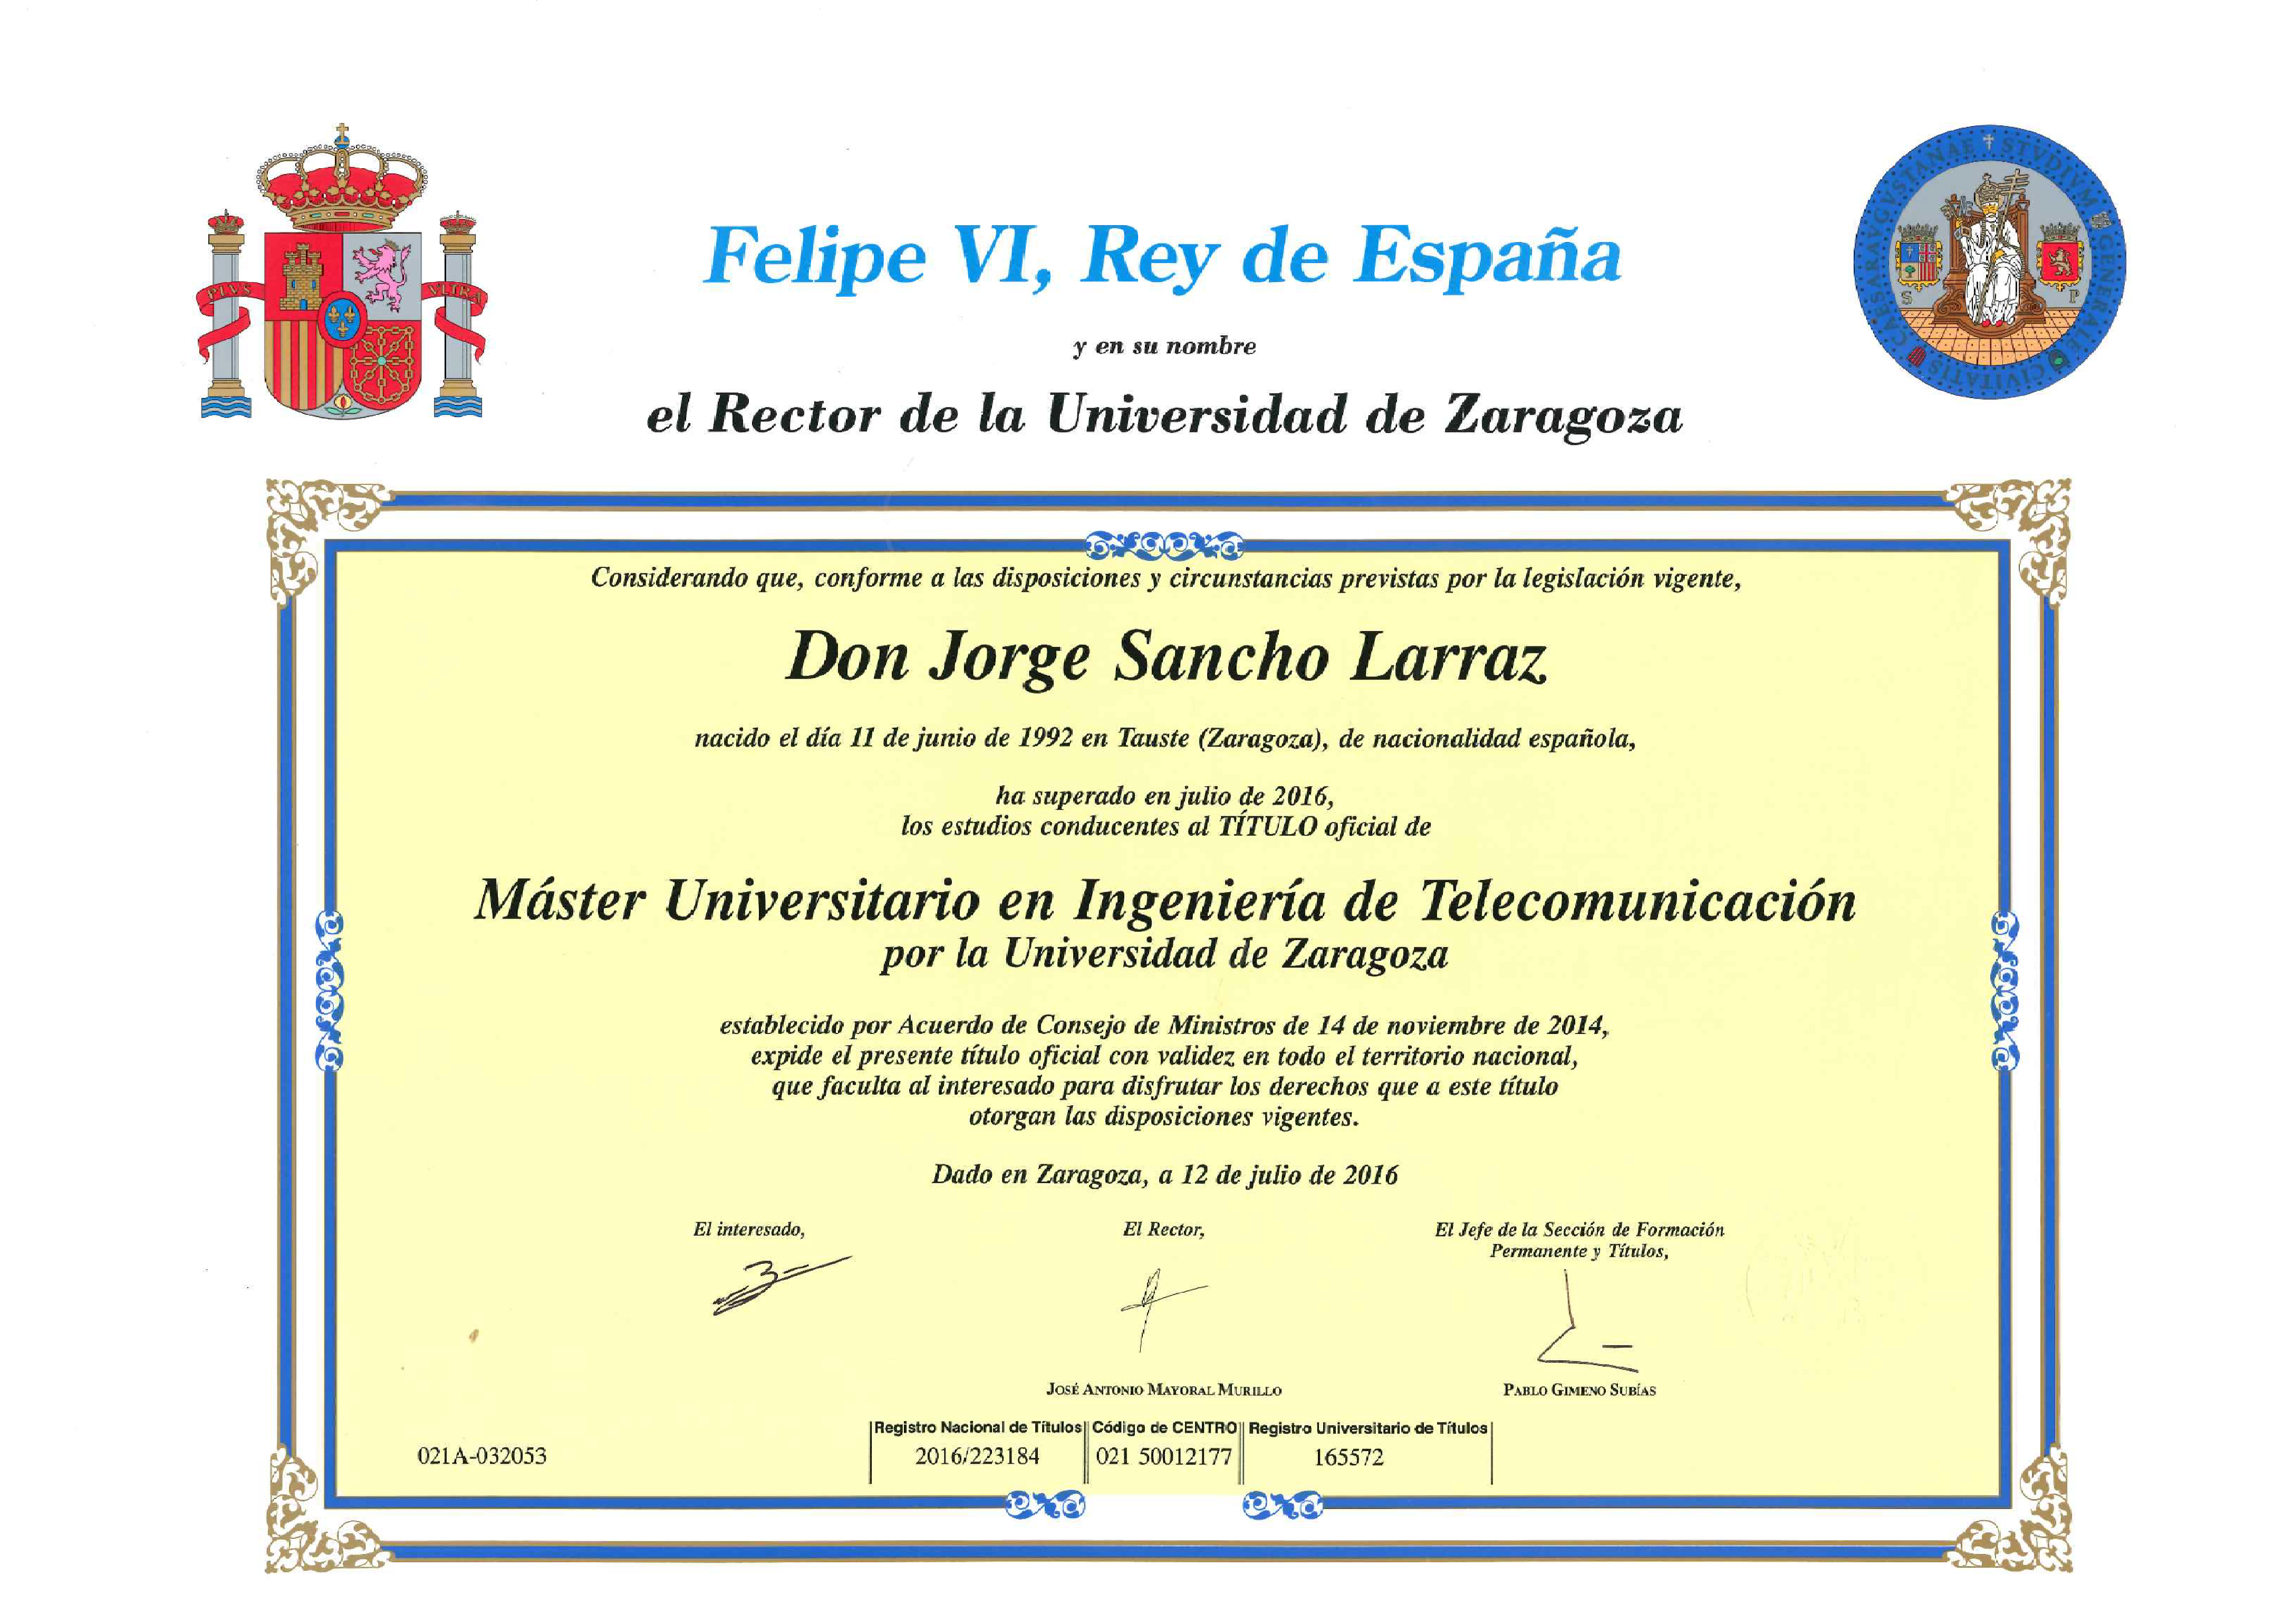 Felipe VI, Rey de España
y en su nombre
el Rector de la Universidad de Zaragoza
PLVS VLTRA
CAESARAVGVSTANAE STVDIVM GENERALE CIVITATIS
S P
Considerando que, conforme a las disposiciones y circunstancias previstas por la legislación vigente,
Don Jorge Sancho Larraz
nacido el día 11 de junio de 1992 en Tauste (Zaragoza), de nacionalidad española,
ha superado en julio de 2016,
los estudios conducentes al TÍTULO oficial de
Máster Universitario en Ingeniería de Telecomunicación
por la Universidad de Zaragoza
establecido por Acuerdo de Consejo de Ministros de 14 de noviembre de 2014,
expide el presente título oficial con validez en todo el territorio nacional,
que faculta al interesado para disfrutar los derechos que a este título
otorgan las disposiciones vigentes.
Dado en Zaragoza, a 12 de julio de 2016
El interesado,
El Rector,
El Jefe de la Sección de Formación
Permanente y Títulos,
JOSÉ ANTONIO MAYORAL MURILLO
PABLO GIMENO SUBÍAS
Registro Nacional de Títulos Código de CENTRO Registro Universitario de Títulos
021A-032053 2016/223184 021 50012177 165572